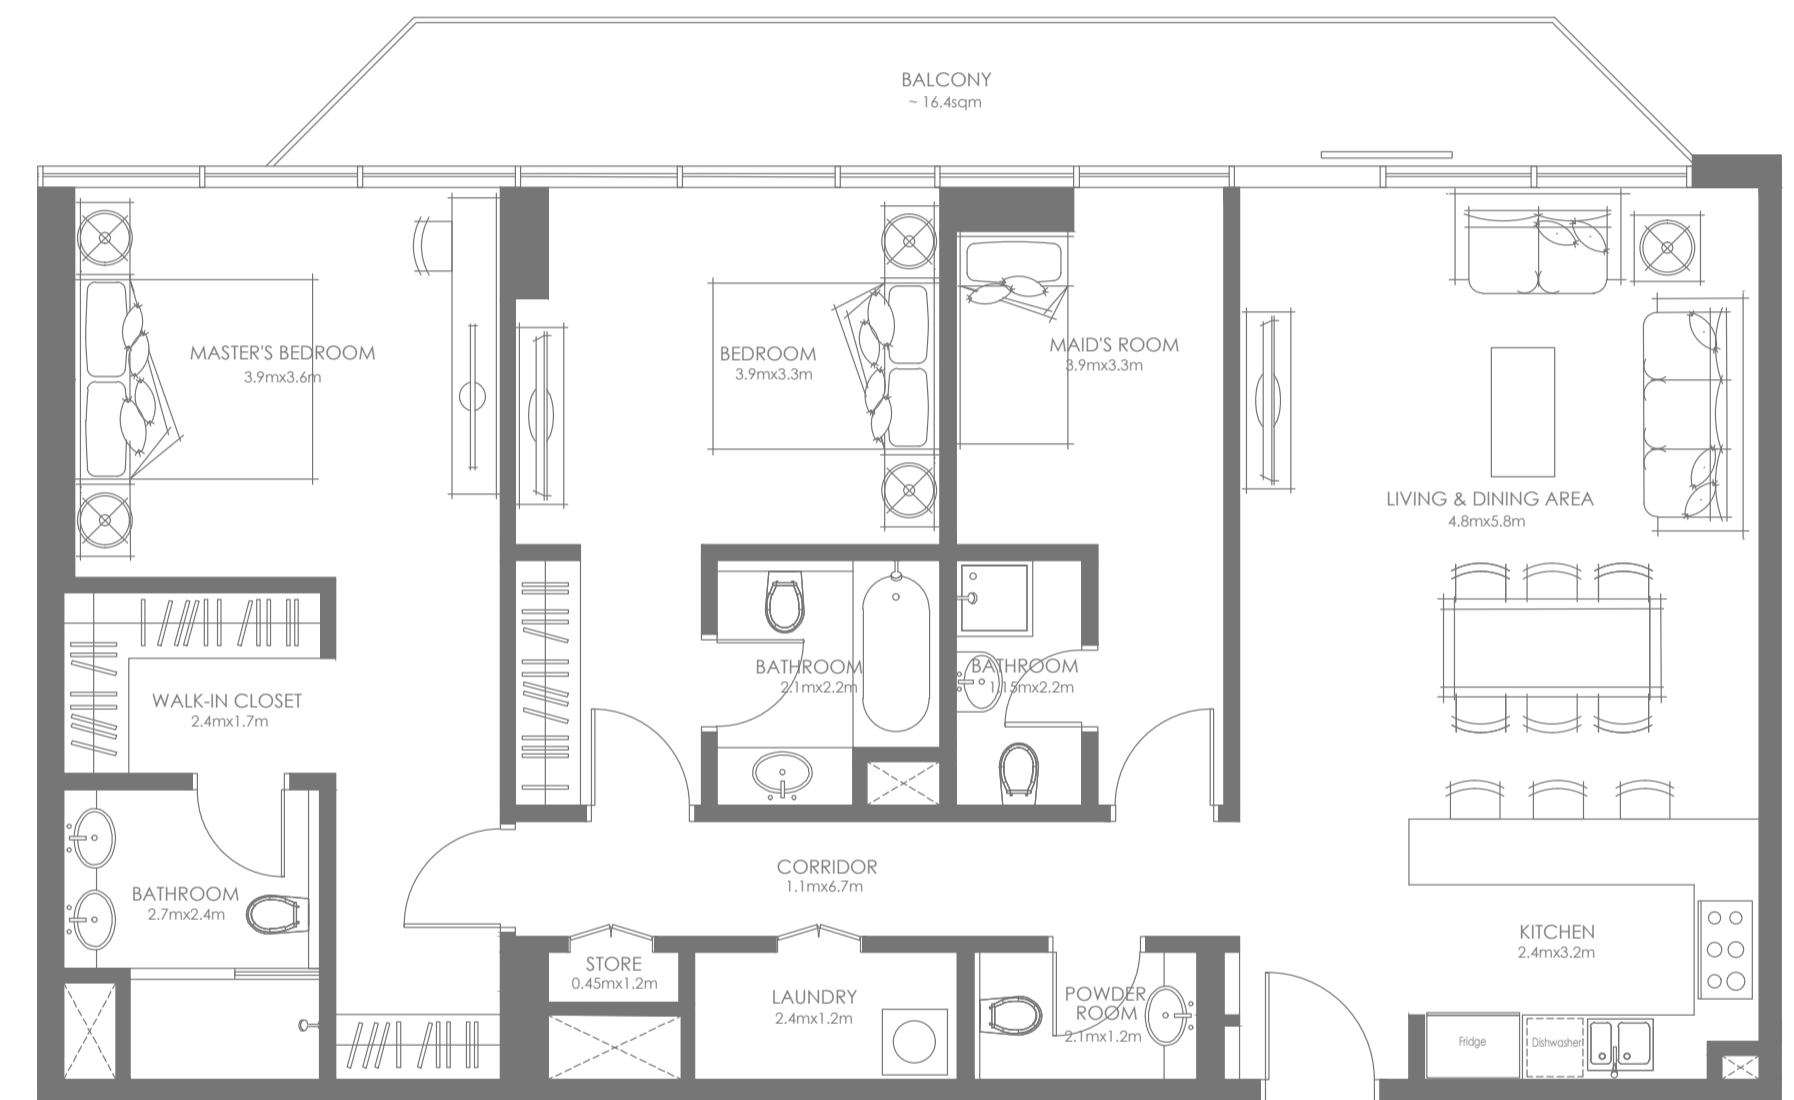 BALCONY
~ 16.4sqm
MASTER'S BEDROOM
3.9mx3.6m
BEDROOM
3.9mx3.3m
MAID'S ROOM
3.9mx3.3m
LIVING & DINING AREA
4.8mx5.8m
WALK-IN CLOSET
2.4mx1.7m
BATHROOM
2.1mx2.2m
BATHROOM
1.15mx2.2m
BATHROOM
2.7mx2.4m
CORRIDOR
1.1mx6.7m
KITCHEN
2.4mx3.2m
STORE
0.45mx1.2m
LAUNDRY
2.4mx1.2m
POWDER
ROOM
2.1mx1.2m
Fridge
Dishwasher